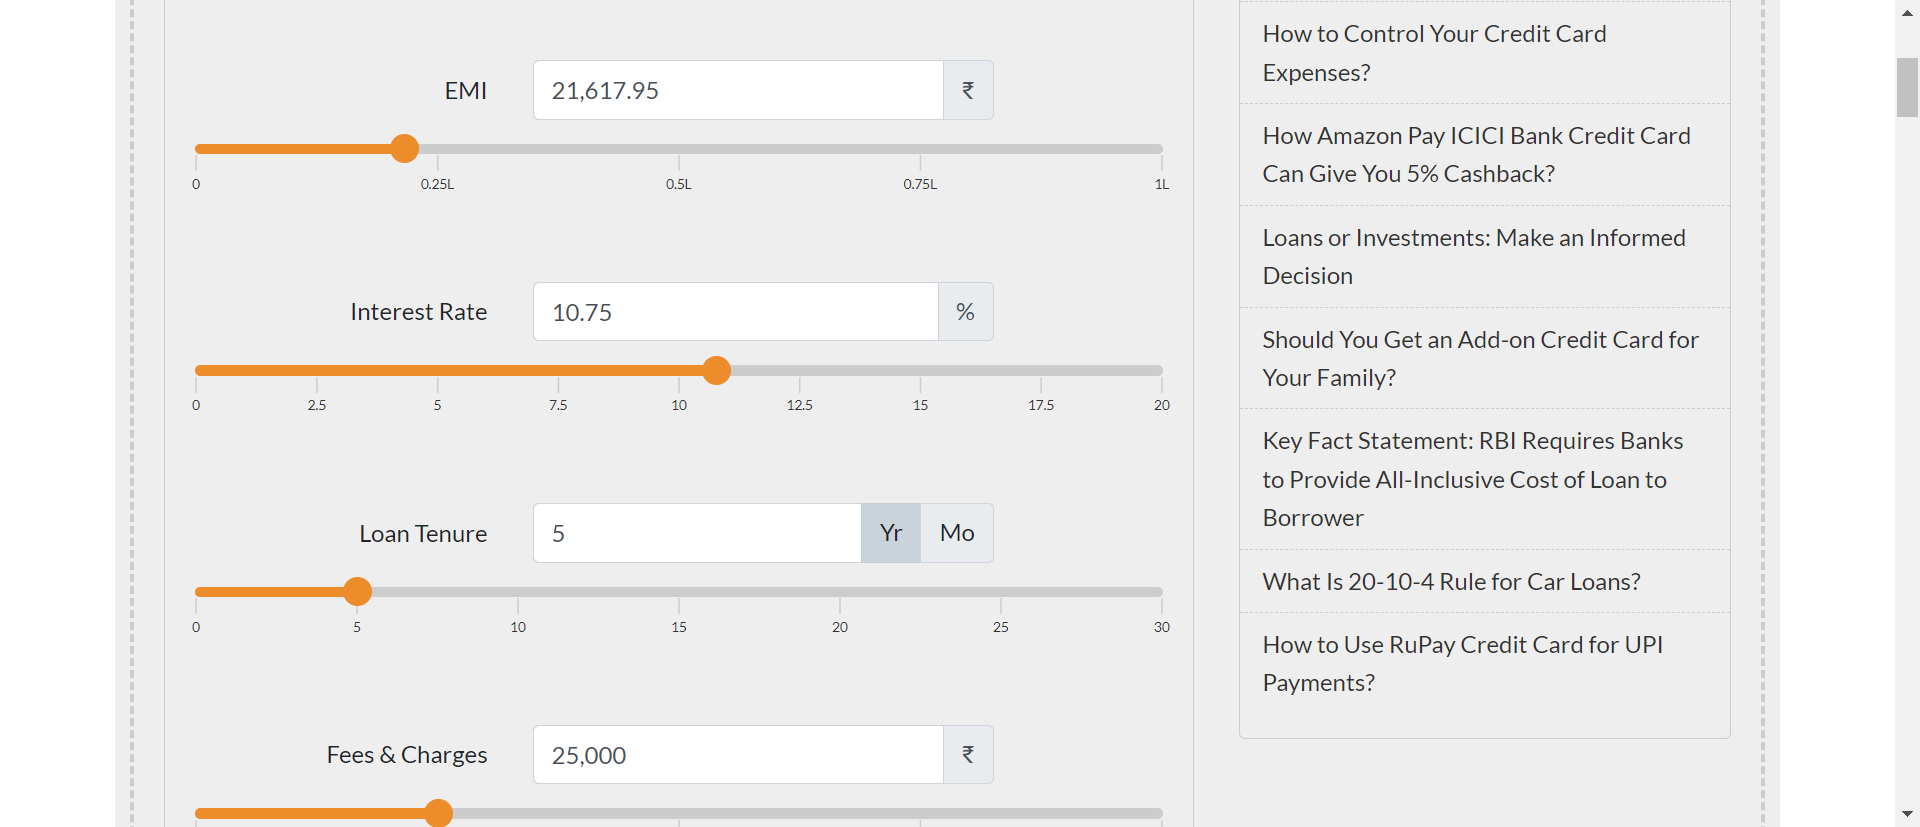 EMI
21,617.95 ₹
0 0.25L 0.5L 0.75L 1L
Interest Rate
10.75 %
0 2.5 5 7.5 10 12.5 15 17.5 20
Loan Tenure
5 Yr Mo
0 5 10 15 20 25 30
Fees & Charges
25,000 ₹
How to Control Your Credit Card
Expenses?
How Amazon Pay ICICI Bank Credit Card
Can Give You 5% Cashback?
Loans or Investments: Make an Informed
Decision
Should You Get an Add-on Credit Card for
Your Family?
Key Fact Statement: RBI Requires Banks
to Provide All-Inclusive Cost of Loan to
Borrower
What Is 20-10-4 Rule for Car Loans?
How to Use RuPay Credit Card for UPI
Payments?